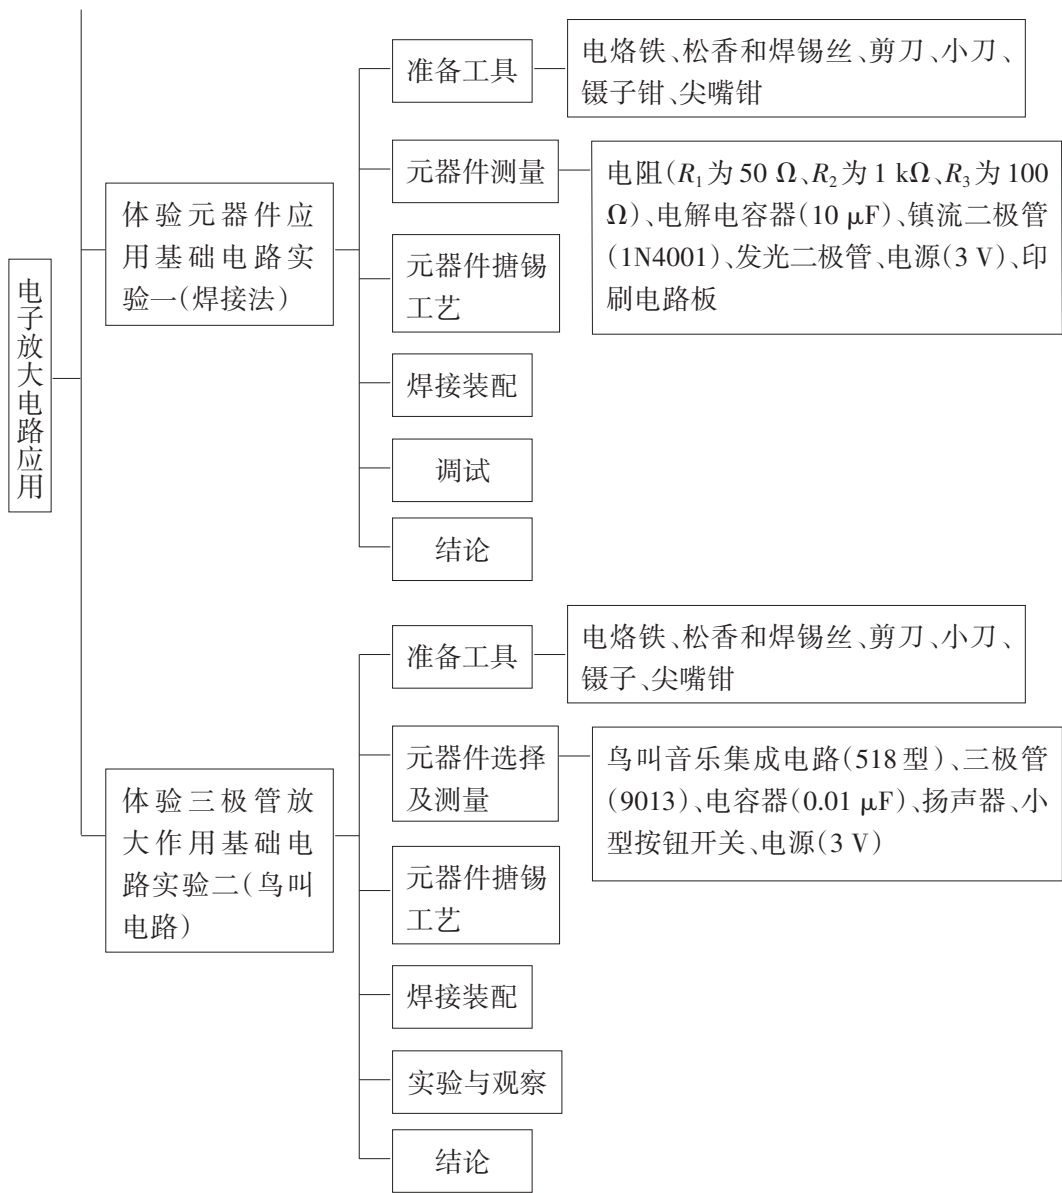 电子放大电路应用
体验元器件应
用基础电路实
验一(焊接法)
准备工具
电烙铁、松香和焊锡丝、剪刀、小刀、
镊子钳、尖嘴钳
元器件测量
电阻(R₁为 50 Ω、R₂为 1 kΩ、R₃为 100
Ω)、电解电容器(10 μF)、镇流二极管
(1N4001)、发光二极管、电源(3 V)、印
刷电路板
元器件搪锡
工艺
焊接装配
调试
结论
体验三极管放
大作用基础电
路实验二(鸟叫
电路)
准备工具
电烙铁、松香和焊锡丝、剪刀、小刀、
镊子、尖嘴钳
元器件选择
及测量
鸟叫音乐集成电路(518 型)、三极管
(9013)、电容器(0.01 μF)、扬声器、小
型按钮开关、电源(3 V)
元器件搪锡
工艺
焊接装配
实验与观察
结论